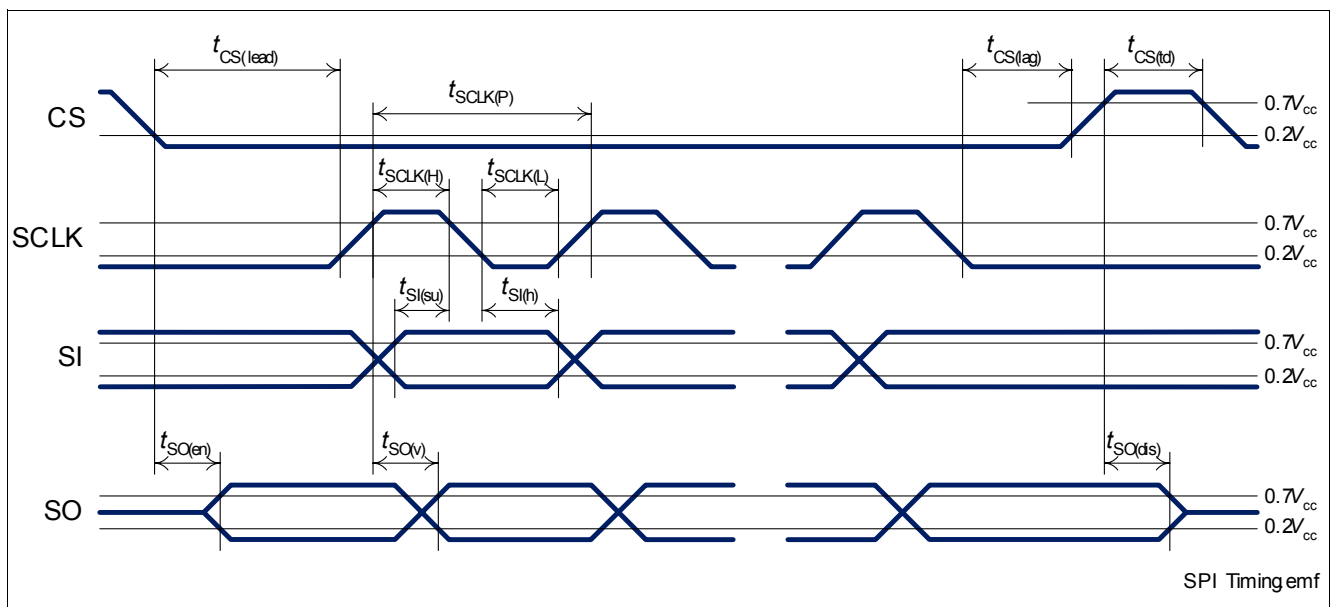 tCS(lead)
tCS(lag)
tCS(td)
CS
tSCLK(P)
0.7Vcc
0.2Vcc
tSCLK(H)
tSCLK(L)
SCLK
0.7Vcc
0.2Vcc
tSI(su)
tSI(h)
SI
0.7Vcc
0.2Vcc
tSO(en)
tSO(v)
tSO(dis)
SO
0.7Vcc
0.2Vcc
SPI Timing.emf